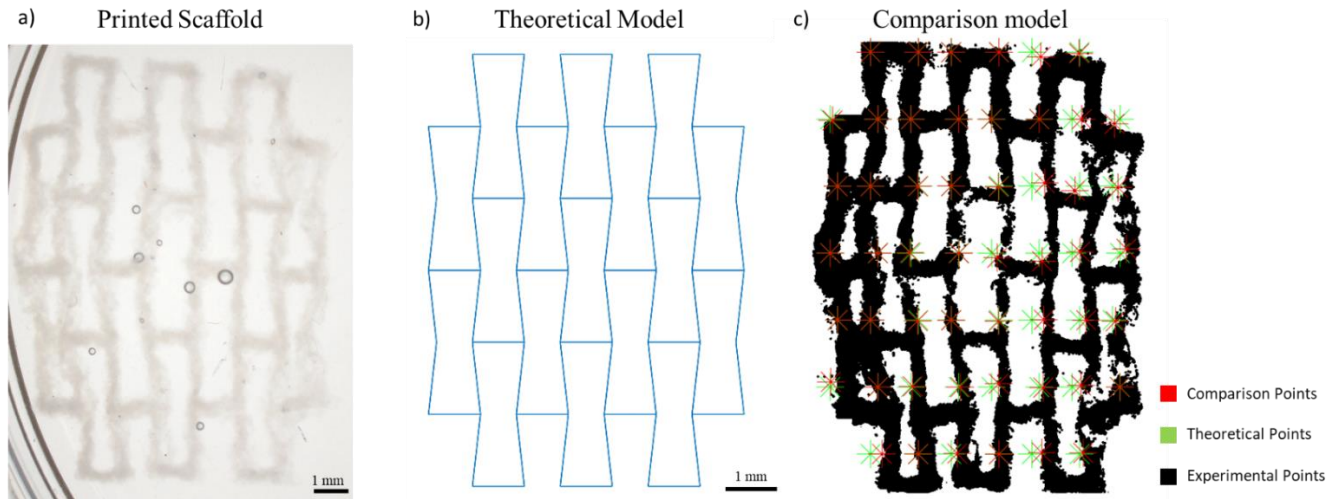 a) Printed Scaffold
b) Theoretical Model
c) Comparison model
1 mm
1 mm
Comparison Points
Theoretical Points
Experimental Points